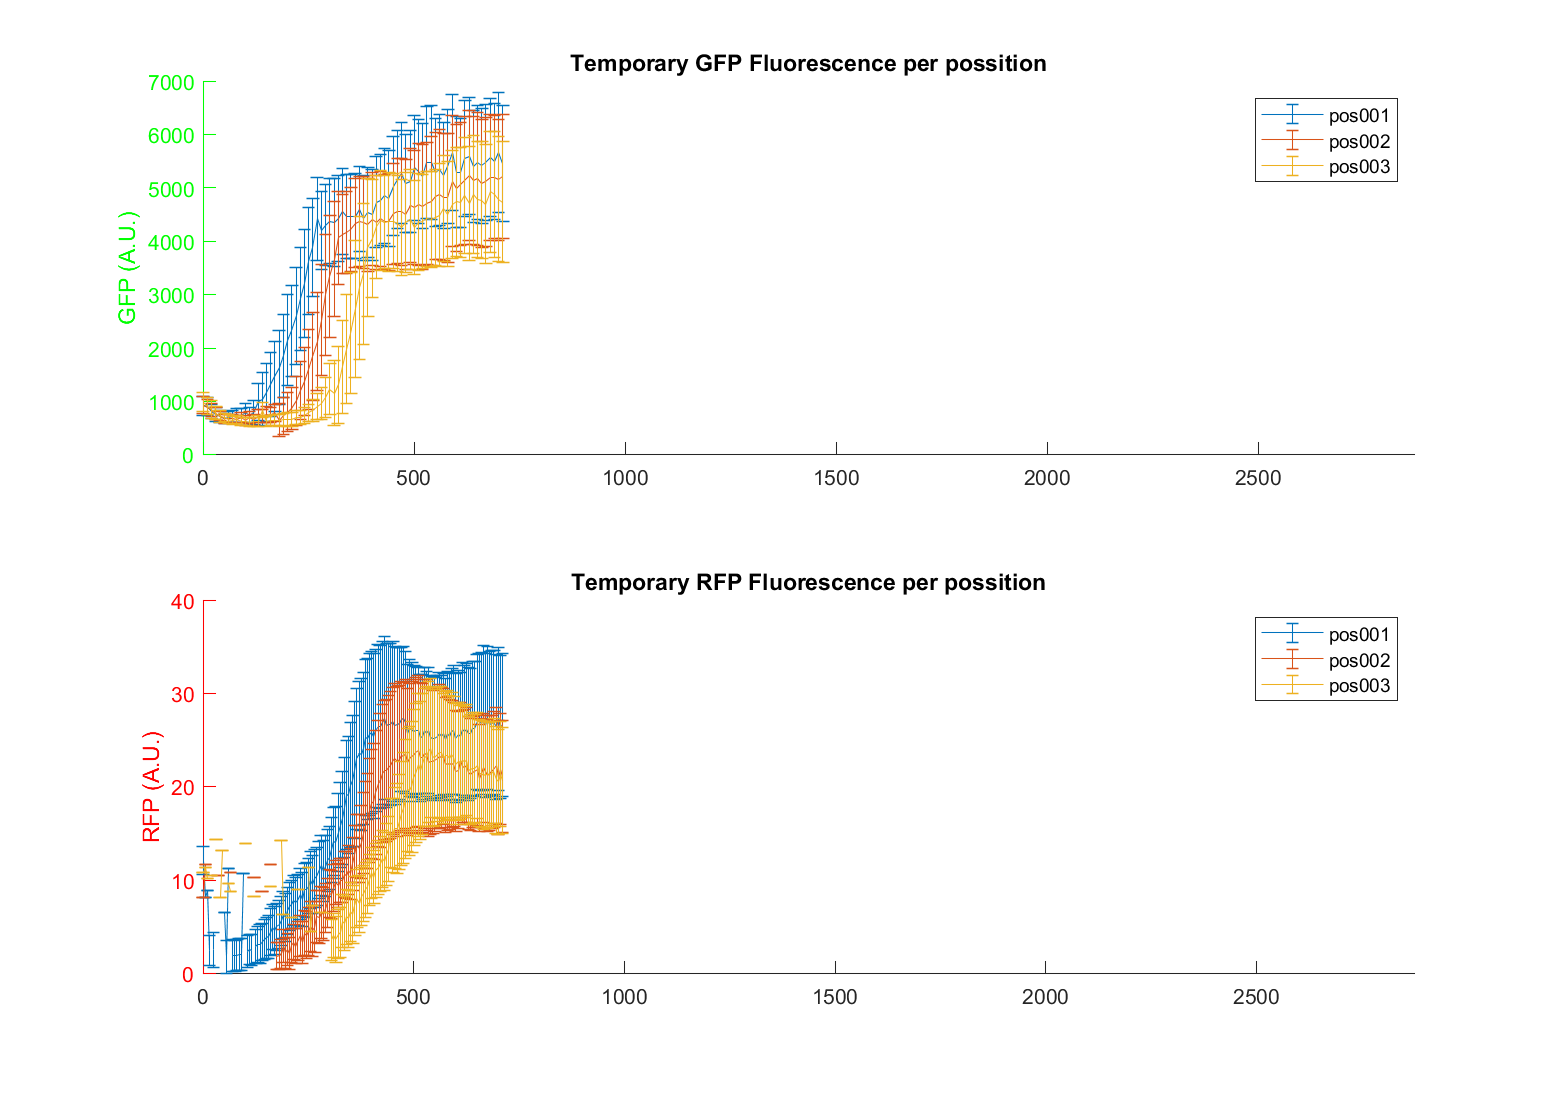 Temporary GFP Fluorescence per possition
GFP (A.U.)
7000
6000
5000
4000
3000
2000
1000
0
0 500 1000 1500 2000 2500
pos001
pos002
pos003
Temporary RFP Fluorescence per possition
RFP (A.U.)
40
30
20
10
0
0 500 1000 1500 2000 2500
pos001
pos002
pos003